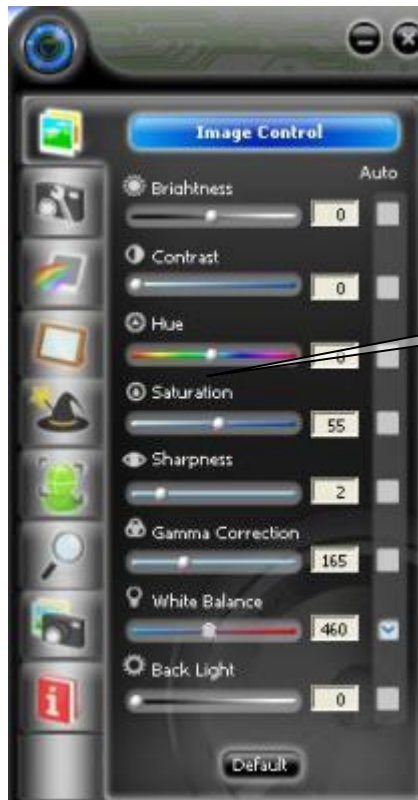 Image Control
Auto
Brightness
0
Contrast
0
Hue
0
Saturation
55
Sharpness
2
Gamma Correction
165
White Balance
460
Back Light
0
Default